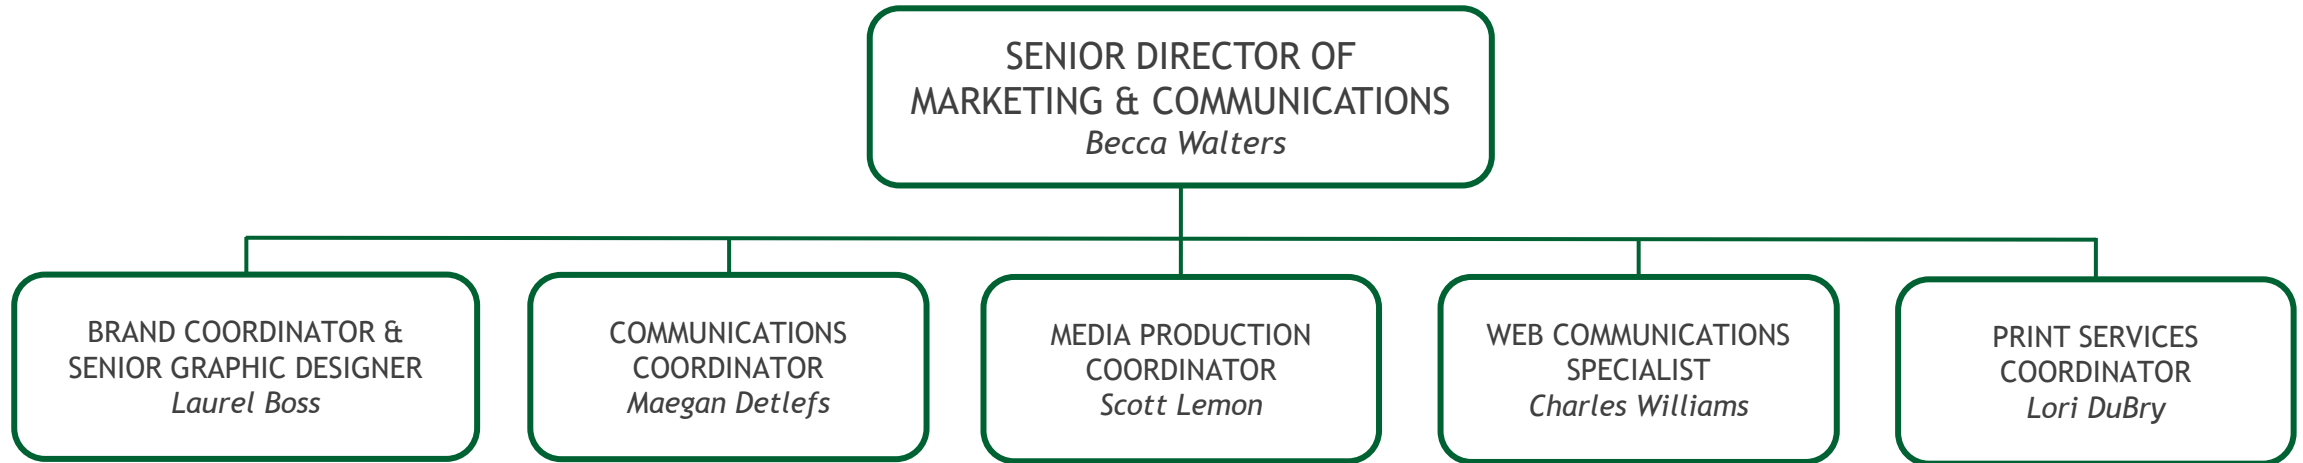 SENIOR DIRECTOR OF
MARKETING & COMMUNICATIONS
Becca Walters
BRAND COORDINATOR &
SENIOR GRAPHIC DESIGNER
Laurel Boss
COMMUNICATIONS
COORDINATOR
Maegan Detlefs
MEDIA PRODUCTION
COORDINATOR
Scott Lemon
WEB COMMUNICATIONS
SPECIALIST
Charles Williams
PRINT SERVICES
COORDINATOR
Lori DuBry